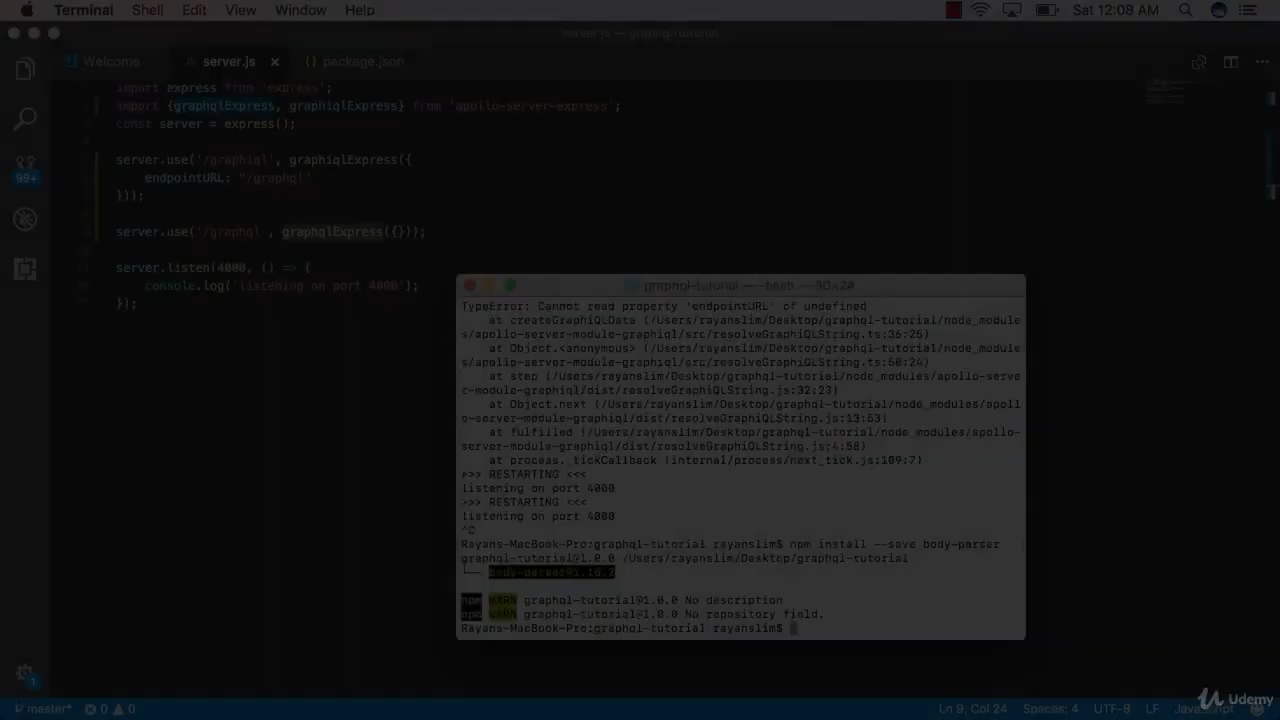 Terminal Shell Edit View Window Help Sat 12:08 AM
server.js — graphql-tutorial
Welcome server.js × {} package.json
import express from 'express';
import {graphqlExpress, graphiqlExpress} from 'apollo-server-express';
const server = express();
server.use('/graphiql', graphiqlExpress({
endpointURL: "/graphql"
}));
99+
server.use('/graphql', graphqlExpress({}));
server.listen(4000, () => {
console.log('listening on port 4000');
});
graphql-tutorial — -bash — 80×24
TypeError: Cannot read property 'endpointURL' of undefined
at createGraphiQLData (/Users/rayanslim/Desktop/graphql-tutorial/node_module
s/apollo-server-module-graphiql/src/resolveGraphiQLString.ts:36:25)
at Object.<anonymous> (/Users/rayanslim/Desktop/graphql-tutorial/node_module
s/apollo-server-module-graphiql/src/resolveGraphiQLString.ts:50:24)
at step (/Users/rayanslim/Desktop/graphql-tutorial/node_modules/apollo-serve
r-module-graphiql/dist/resolveGraphiQLString.js:32:23)
at Object.next (/Users/rayanslim/Desktop/graphql-tutorial/node_modules/apoll
o-server-module-graphiql/dist/resolveGraphiQLString.js:13:53)
at fulfilled (/Users/rayanslim/Desktop/graphql-tutorial/node_modules/apollo-
server-module-graphiql/dist/resolveGraphiQLString.js:4:58)
at process._tickCallback (internal/process/next_tick.js:109:7)
>>> RESTARTING <<<
listening on port 4000
>>> RESTARTING <<<
listening on port 4000
^C
Rayans-MacBook-Pro:graphql-tutorial rayanslim$ npm install --save body-parser
graphql-tutorial@1.0.0 /Users/rayanslim/Desktop/graphql-tutorial
└── body-parser@1.18.2
npm WARN graphql-tutorial@1.0.0 No description
npm WARN graphql-tutorial@1.0.0 No repository field.
Rayans-MacBook-Pro:graphql-tutorial rayanslim$
1
master* 0 0 Ln 9, Col 24 Spaces: 4 UTF-8 LF JavaScript
Udemy